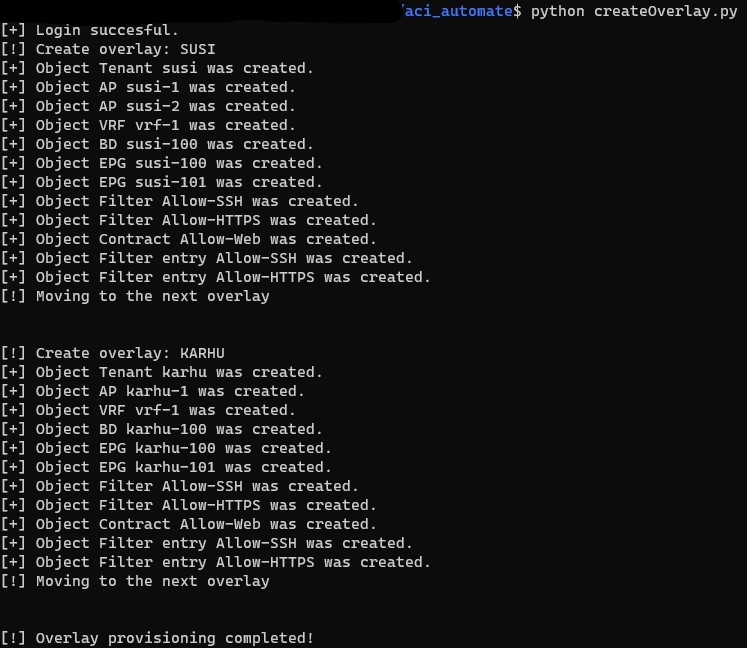 /aci_automate$ python createOverlay.py
[+] Login succesful.
[!] Create overlay: SUSI
[+] Object Tenant susi was created.
[+] Object AP susi-1 was created.
[+] Object AP susi-2 was created.
[+] Object VRF vrf-1 was created.
[+] Object BD susi-100 was created.
[+] Object EPG susi-100 was created.
[+] Object EPG susi-101 was created.
[+] Object Filter Allow-SSH was created.
[+] Object Filter Allow-HTTPS was created.
[+] Object Contract Allow-Web was created.
[+] Object Filter entry Allow-SSH was created.
[+] Object Filter entry Allow-HTTPS was created.
[!] Moving to the next overlay
[!] Create overlay: KARHU
[+] Object Tenant karhu was created.
[+] Object AP karhu-1 was created.
[+] Object VRF vrf-1 was created.
[+] Object BD karhu-100 was created.
[+] Object EPG karhu-100 was created.
[+] Object EPG karhu-101 was created.
[+] Object Filter Allow-SSH was created.
[+] Object Filter Allow-HTTPS was created.
[+] Object Contract Allow-Web was created.
[+] Object Filter entry Allow-SSH was created.
[+] Object Filter entry Allow-HTTPS was created.
[!] Moving to the next overlay
[!] Overlay provisioning completed!